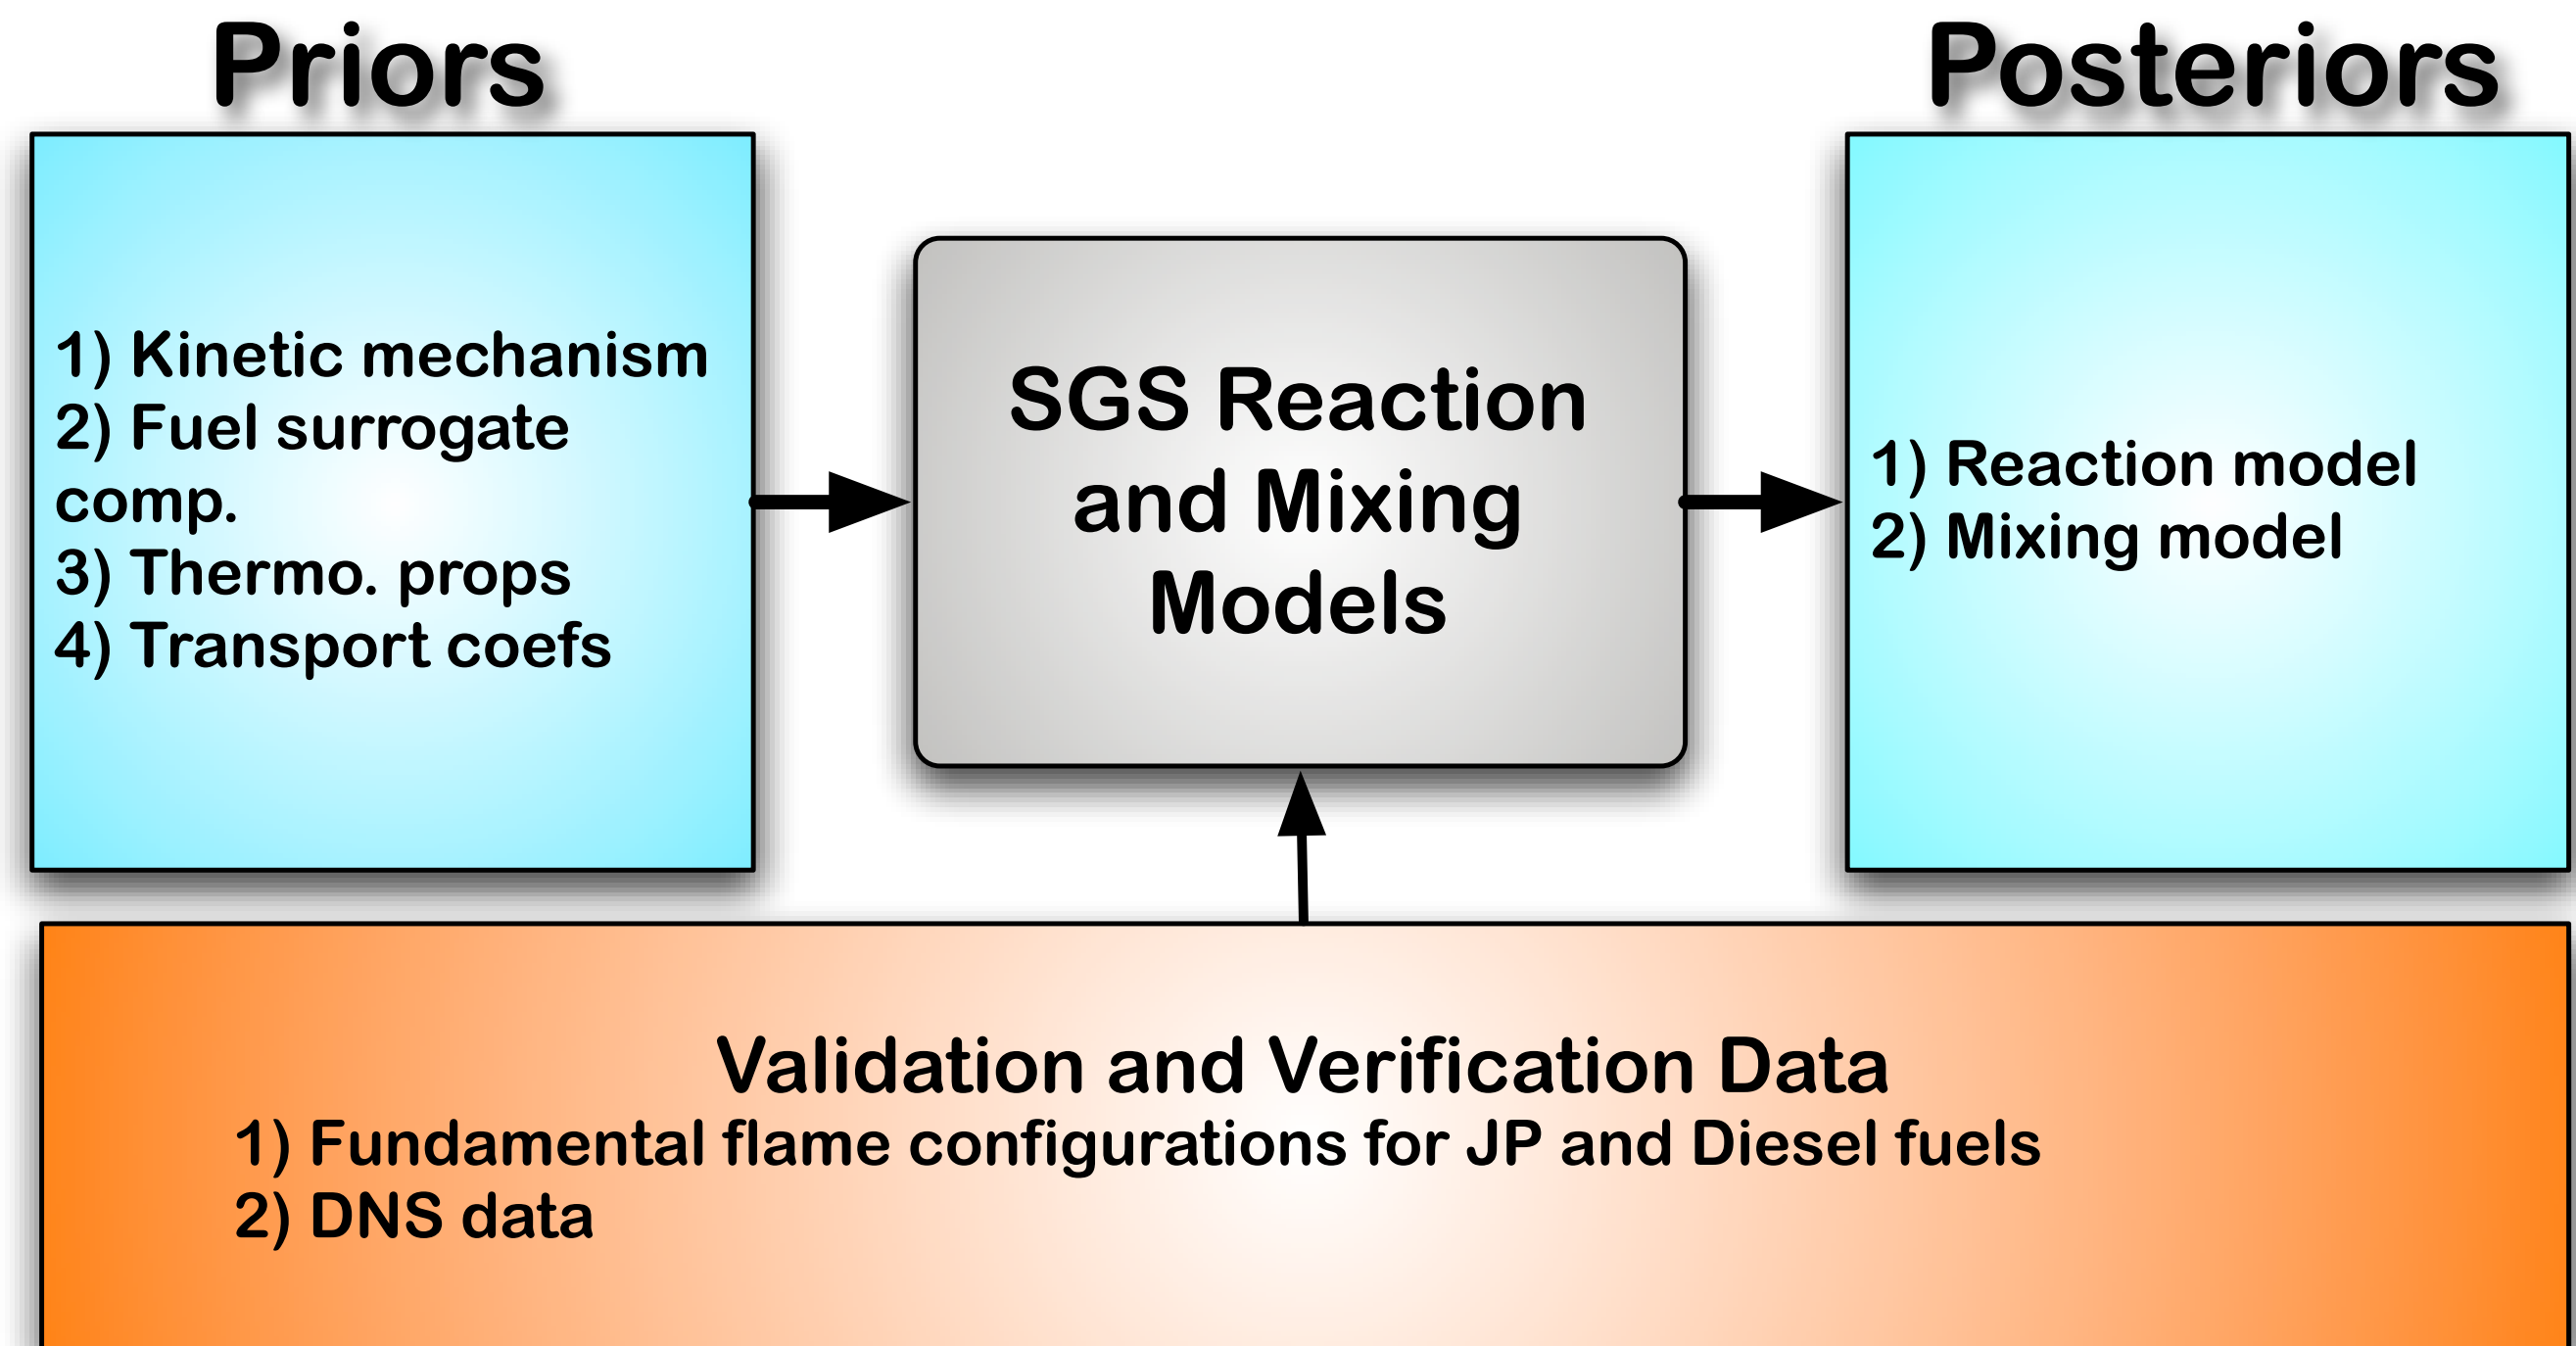 Priors
Posteriors
1) Kinetic mechanism
2) Fuel surrogate
comp.
3) Thermo. props
4) Transport coefs
SGS Reaction
and Mixing
Models
1) Reaction model
2) Mixing model
Validation and Verification Data
1) Fundamental flame configurations for JP and Diesel fuels
2) DNS data